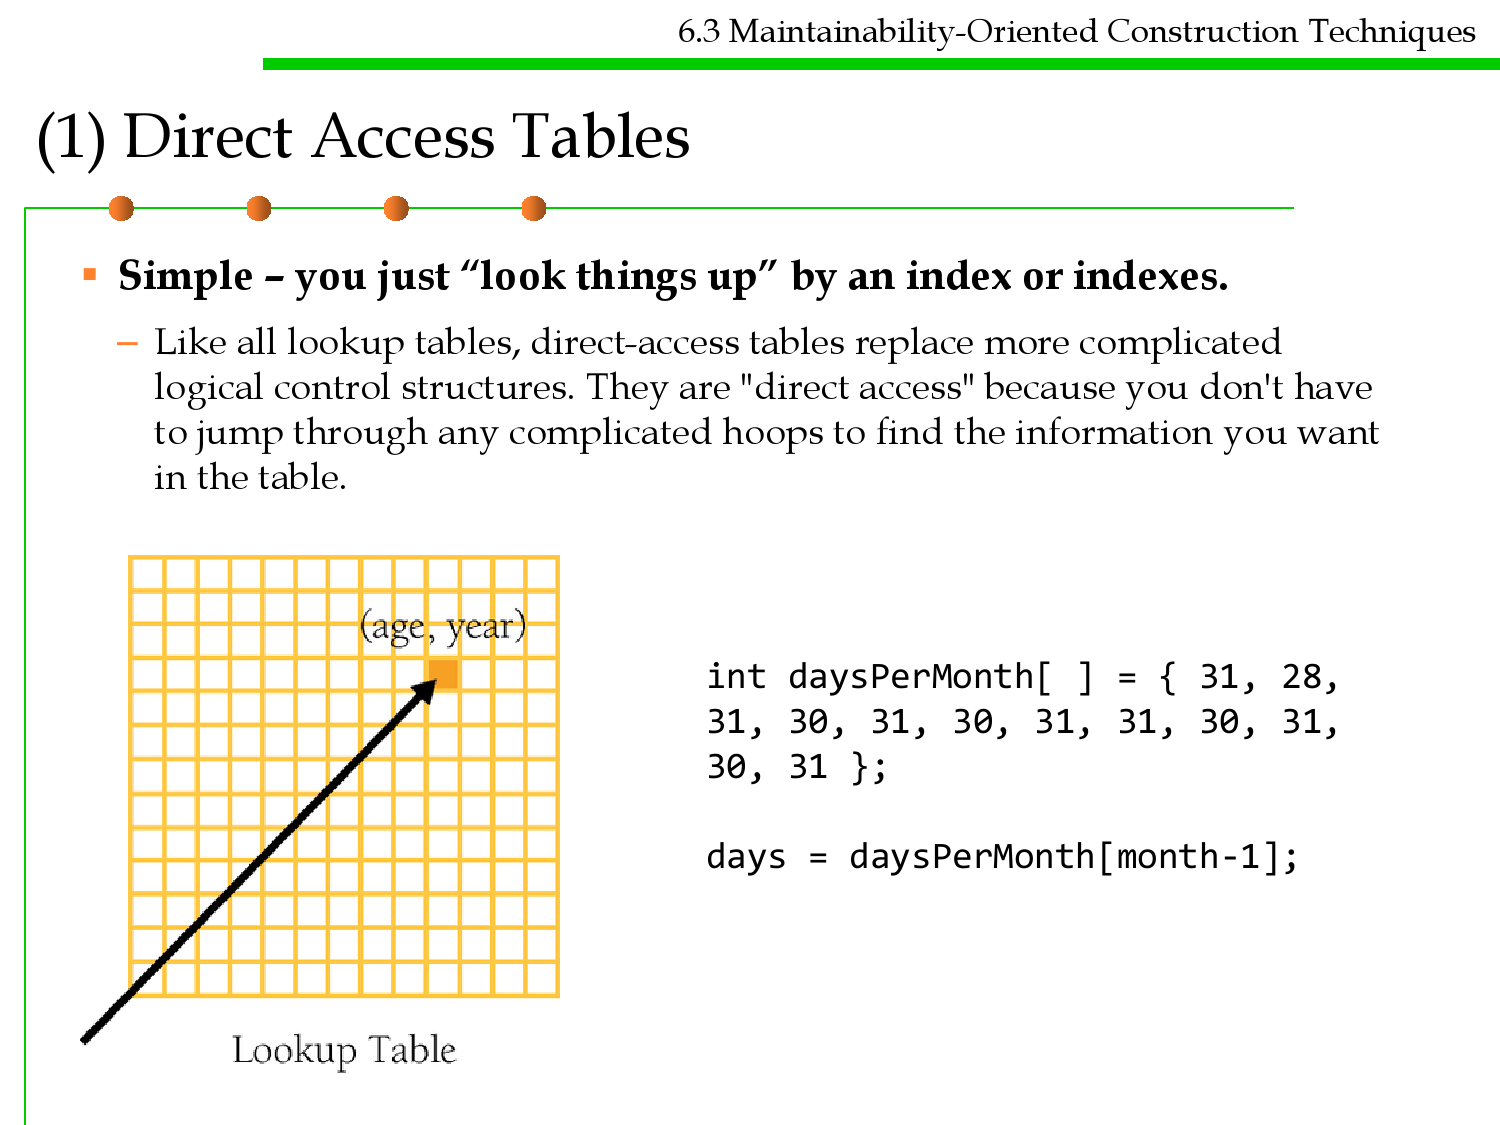 6.3 Maintainability-Oriented Construction Techniques
(1) Direct Access Tables
▪ Simple – you just “look things up” by an index or indexes.
– Like all lookup tables, direct-access tables replace more complicated
logical control structures. They are "direct access" because you don't have
to jump through any complicated hoops to find the information you want
in the table.
(age, year)
Lookup Table
int daysPerMonth[ ] = { 31, 28,
31, 30, 31, 30, 31, 31, 30, 31,
30, 31 };
days = daysPerMonth[month-1];